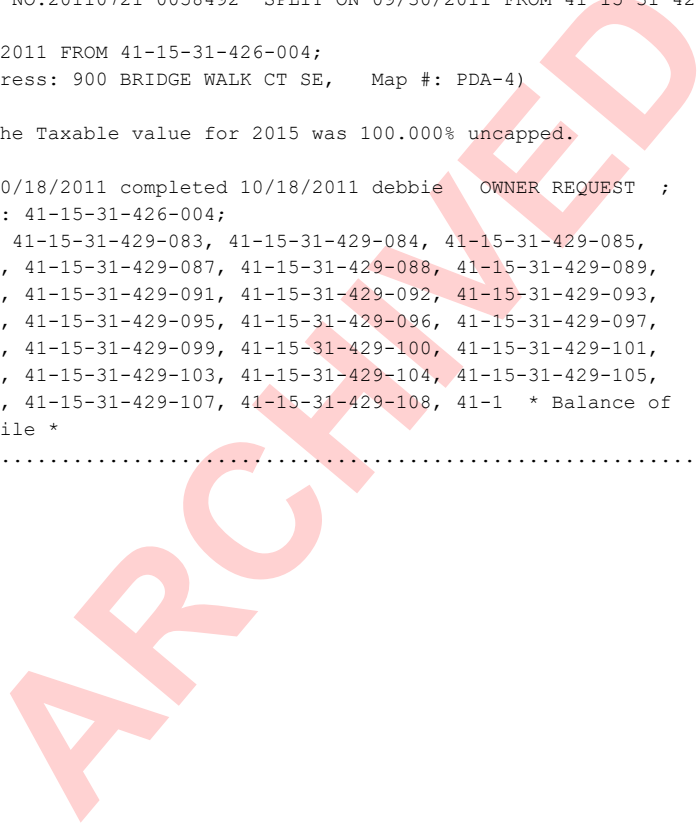 NO.20110721 0058492 SPLIT ON 09/30/2011 FROM 41 15 31 42
2011 FROM 41-15-31-426-004;
ress: 900 BRIDGE WALK CT SE, Map #: PDA-4)
he Taxable value for 2015 was 100.000% uncapped.
0/18/2011 completed 10/18/2011 debbie OWNER REQUEST ;
: 41-15-31-426-004;
41-15-31-429-083, 41-15-31-429-084, 41-15-31-429-085,
, 41-15-31-429-087, 41-15-31-429-088, 41-15-31-429-089,
, 41-15-31-429-091, 41-15-31-429-092, 41-15-31-429-093,
, 41-15-31-429-095, 41-15-31-429-096, 41-15-31-429-097,
, 41-15-31-429-099, 41-15-31-429-100, 41-15-31-429-101,
, 41-15-31-429-103, 41-15-31-429-104, 41-15-31-429-105,
, 41-15-31-429-107, 41-15-31-429-108, 41-1 * Balance of
ile *
.........................................................
ARCHIVED